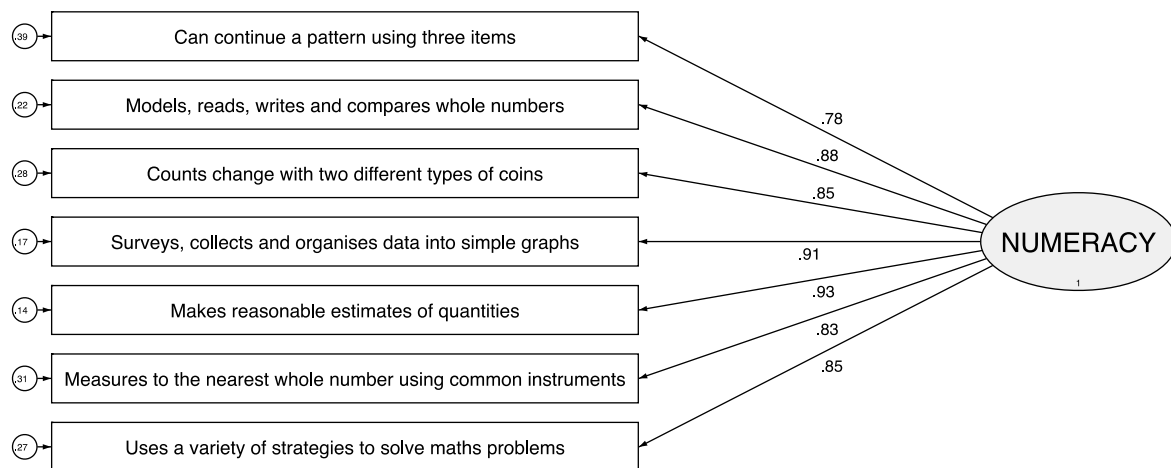 .39
Can continue a pattern using three items
.78
.22
Models, reads, writes and compares whole numbers
.88
.28
Counts change with two different types of coins
.85
.17
Surveys, collects and organises data into simple graphs
.91
NUMERACY
1
.14
Makes reasonable estimates of quantities
.93
.31
Measures to the nearest whole number using common instruments
.83
.27
Uses a variety of strategies to solve maths problems
.85